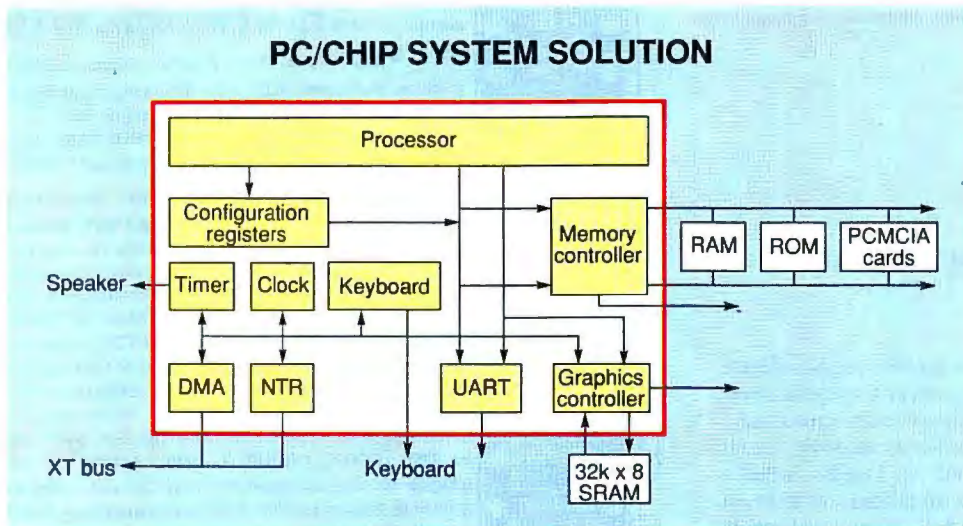 PC/CHIP SYSTEM SOLUTION
Processor
Configuration
registers
Memory
controller
RAM
ROM
PCMCIA
cards
Speaker
Timer
Clock
Keyboard
DMA
NTR
UART
Graphics
controller
XT bus
Keyboard
32k x 8
SRAM